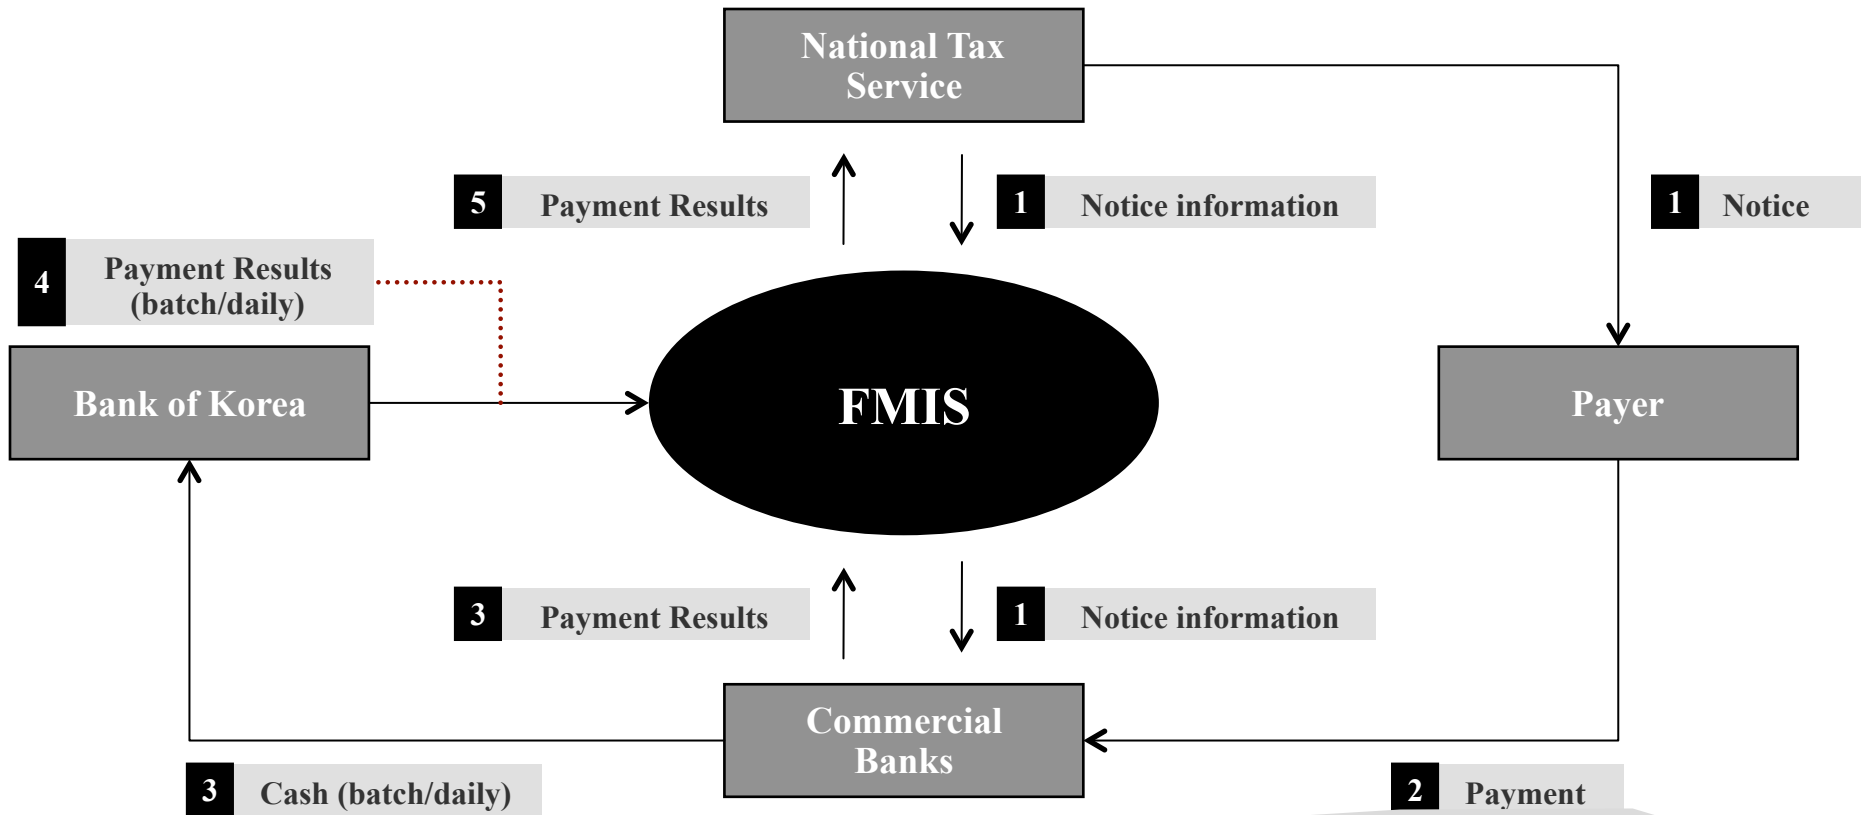 National Tax
Service
5 Payment Results
1 Notice information
1 Notice
4 Payment Results
(batch/daily)
Bank of Korea
FMIS
Payer
3 Payment Results
1 Notice information
Commercial
Banks
3 Cash (batch/daily)
2 Payment